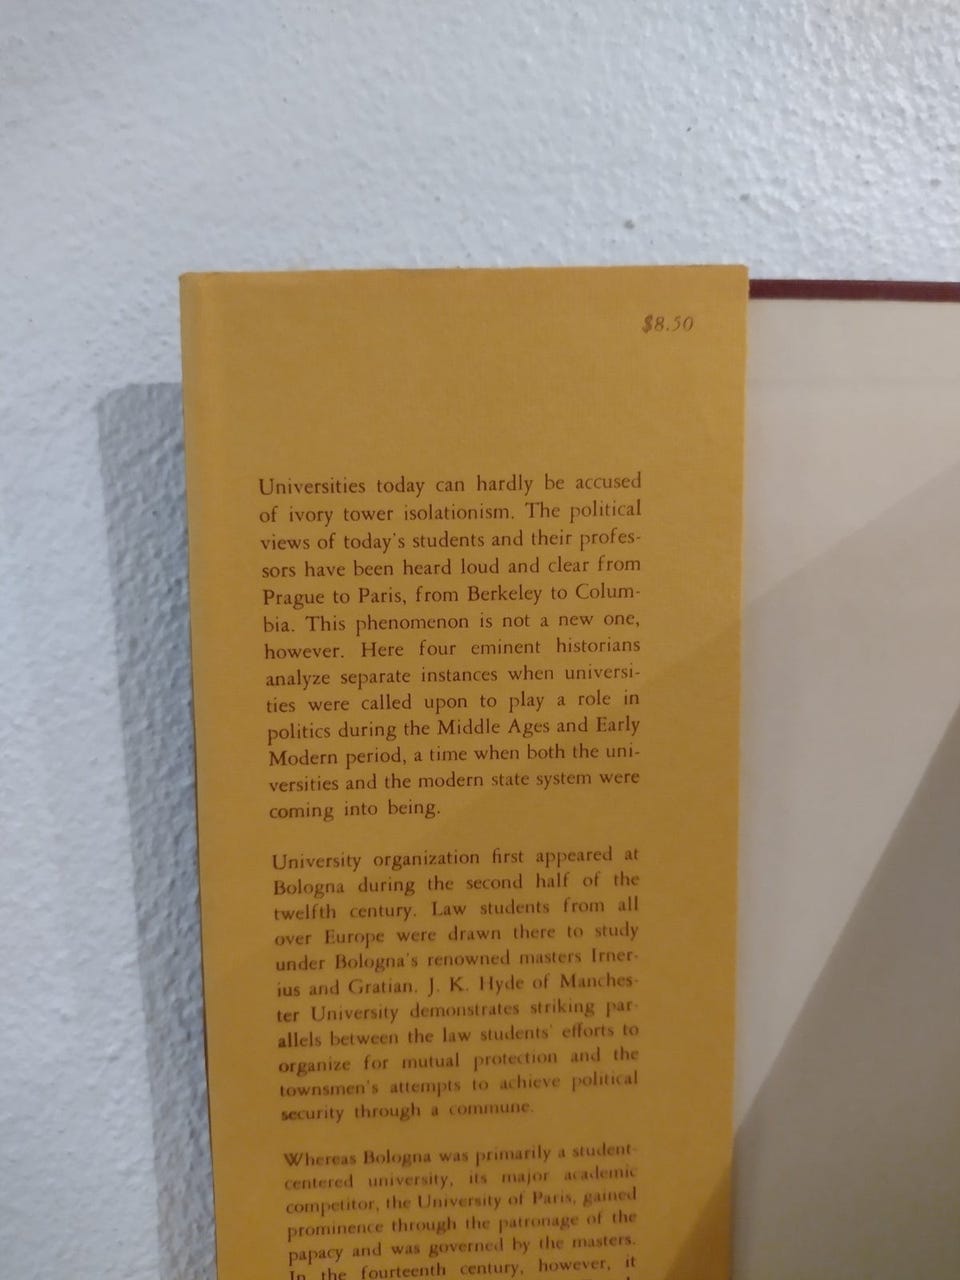 $8.50
Universities today can hardly be accused
of ivory tower isolationism. The political
views of today's students and their profes-
sors have been heard loud and clear from
Prague to Paris, from Berkeley to Colum-
bia. This phenomenon is not a new one,
however. Here four eminent historians
analyze separate instances when universi-
ties were called upon to play a role in
politics during the Middle Ages and Early
Modern period, a time when both the uni-
versities and the modern state system were
coming into being.
University organization first appeared at
Bologna during the second half of the
twelfth century. Law students from all
over Europe were drawn there to study
under Bologna's renowned masters Irner-
ius and Gratian. J. K. Hyde of Manches-
ter University demonstrates striking par-
allels between the law students' efforts to
organize for mutual protection and the
townsmen's attempts to achieve political
security through a commune.
Whereas Bologna was primarily a student-
centered university, its major academic
competitor, the University of Paris, gained
prominence through the patronage of the
papacy and was governed by the masters.
In the fourteenth century, however, it